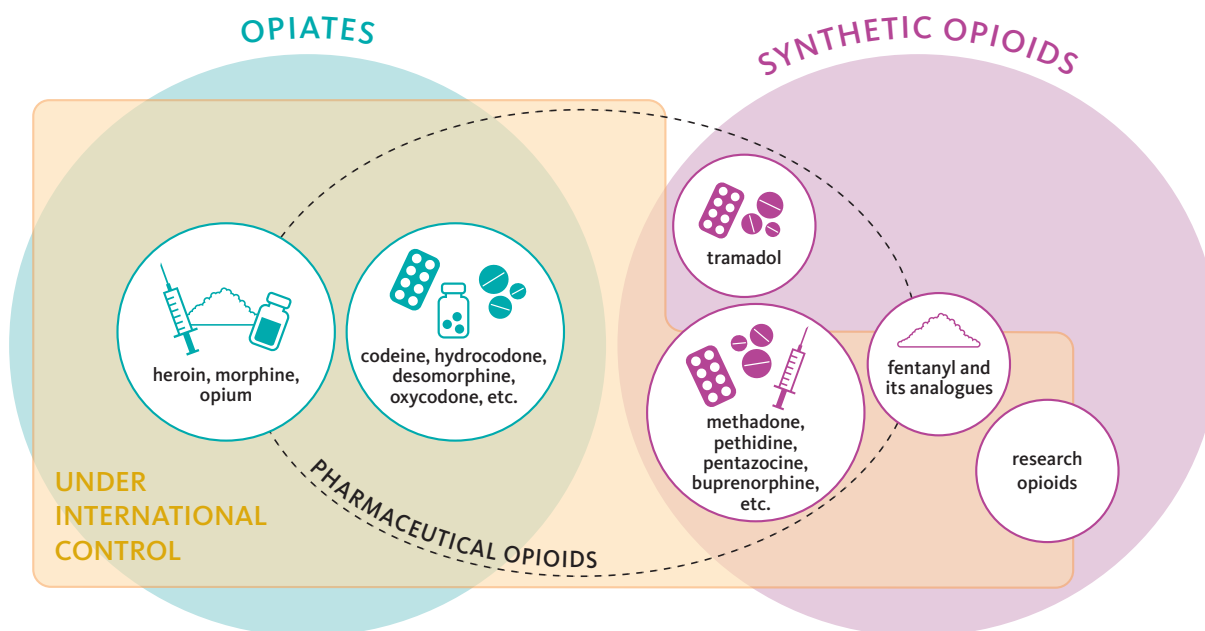 OPIATES
SYNTHETIC OPIOIDS
tramadol
heroin, morphine,
opium
codeine, hydrocodone,
desomorphine,
oxycodone, etc.
methadone,
pethidine,
pentazocine,
buprenorphine,
etc.
fentanyl and
its analogues
research
opioids
UNDER
INTERNATIONAL
CONTROL
PHARMACEUTICAL OPIOIDS